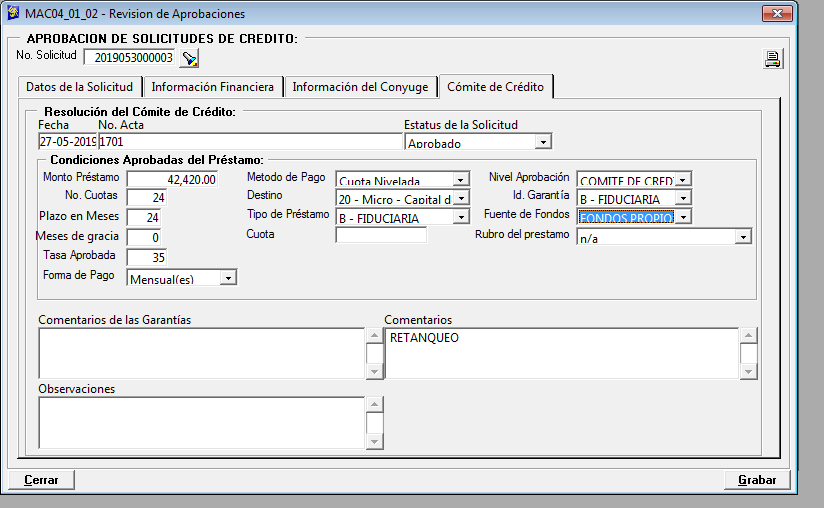 MAC04_01_02 - Revision de Aprobaciones
APROBACION DE SOLICITUDES DE CREDITO:
No. Solicitud 2019053000003
Datos de la Solicitud Información Financiera Información del Conyuge Cómite de Crédito
Resolución del Cómite de Crédito:
Fecha No. Acta Estatus de la Solicitud
27-05-2019 1701 Aprobado
Condiciones Aprobadas del Préstamo:
Monto Préstamo 42,420.00 Metodo de Pago Cuota Nivelada Nivel Aprobación COMITE DE CRED
No. Cuotas 24 Destino 20 - Micro - Capital d Id. Garantía B - FIDUCIARIA
Plazo en Meses 24 Tipo de Préstamo B - FIDUCIARIA Fuente de Fondos FONDOS PROPIO
Meses de gracia 0 Cuota Rubro del prestamo n/a
Tasa Aprobada 35
Forma de Pago Mensual(es)
Comentarios de las Garantías Comentarios
RETANQUEO
Observaciones
Cerrar Grabar